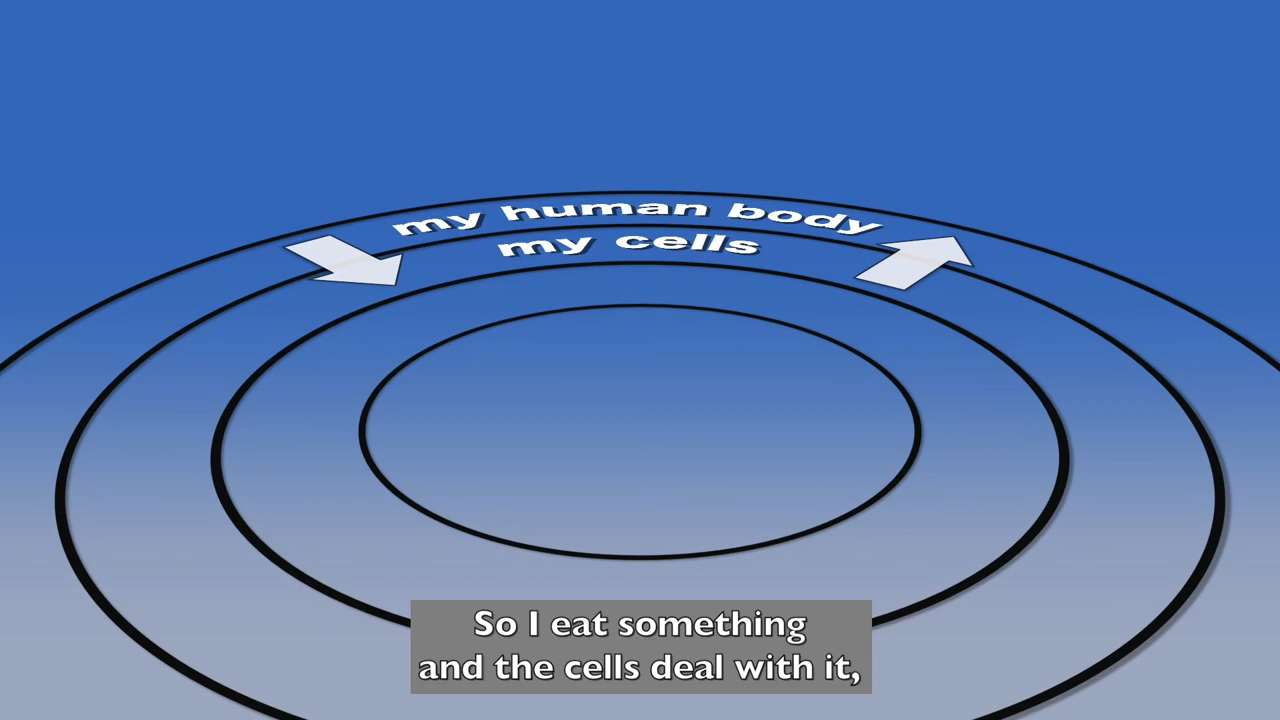 my human body
my cells
So I eat something
and the cells deal with it,